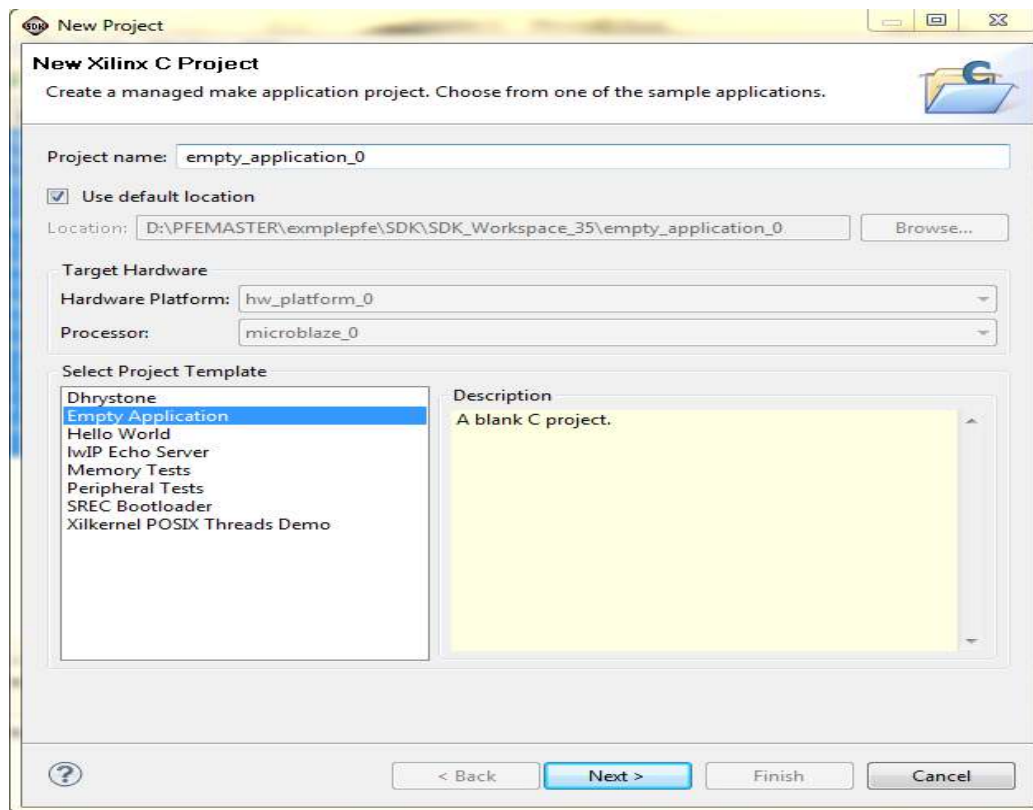 SDK New Project
New Xilinx C Project
Create a managed make application project. Choose from one of the sample applications.
Project name: empty_application_0
Use default location
Location: D:\PFEMASTER\exmplepfe\SDK\SDK_Workspace_35\empty_application_0 Browse...
Target Hardware
Hardware Platform: hw_platform_0
Processor: microblaze_0
Select Project Template
Dhrystone
Empty Application
Hello World
lwIP Echo Server
Memory Tests
Peripheral Tests
SREC Bootloader
Xilkernel POSIX Threads Demo
Description
A blank C project.
? < Back Next > Finish Cancel